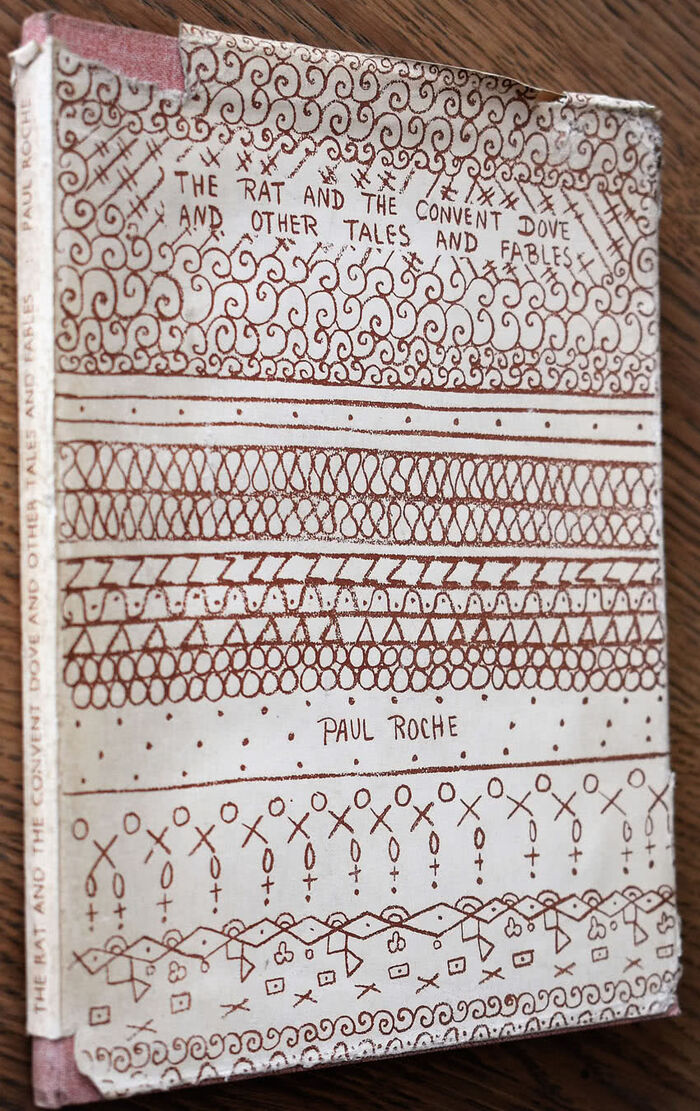 THE RAT AND THE CONVENT DOVE
AND OTHER TALES AND FABLES
PAUL ROCHE
THE RAT AND THE CONVENT DOVE AND OTHER TALES AND FABLES : PAUL ROCHE